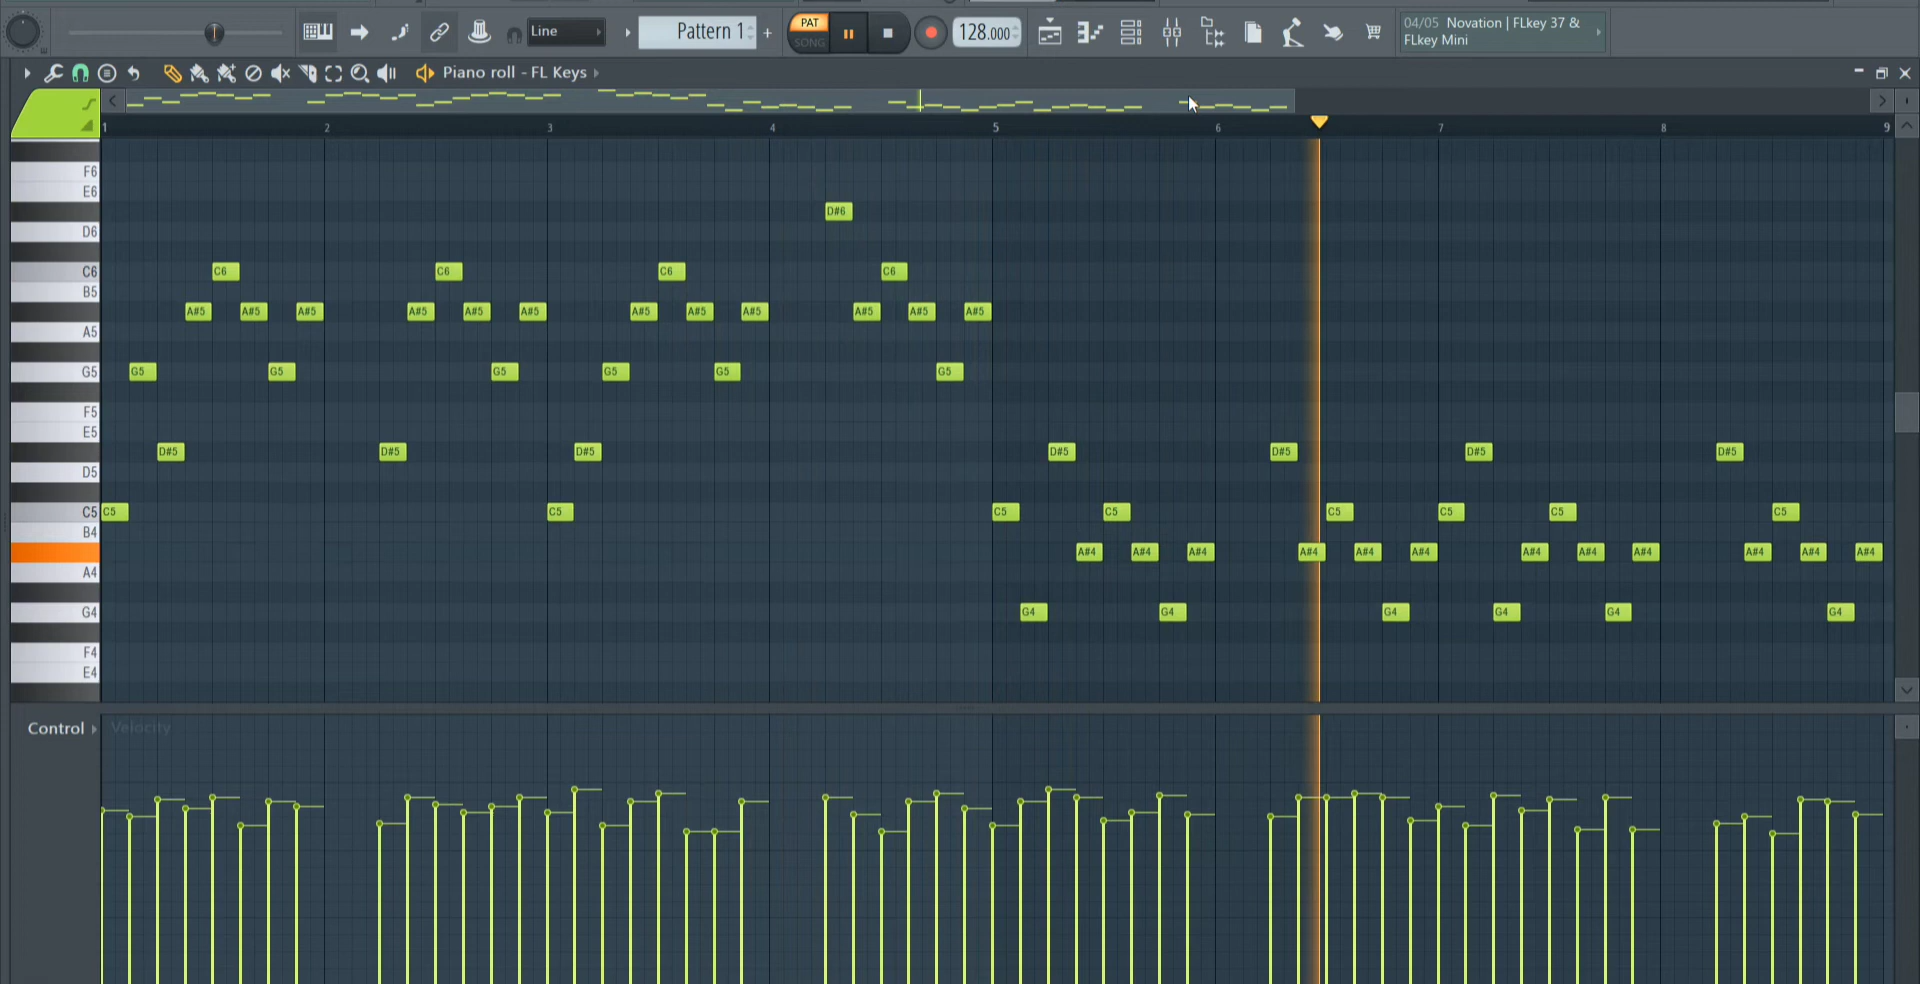 Line
Pattern 1
+
PAT
SONG
128.000
04/05 Novation | FLkey 37 &
FLkey Mini
Piano roll - FL Keys
1 2 3 4 5 6 7 8 9
F6
E6
D#6
D6
C6 C6 C6 C6 C6
B5
A#5 A#5 A#5 A#5 A#5 A#5 A#5 A#5 A#5 A#5 A#5 A#5
A5
G5 G5 G5 G5 G5 G5 G5
F5
E5
D#5 D#5 D#5 D#5 D#5 D#5 D#5
D5
C5 C5 C5 C5 C5 C5 C5 C5 C5
B4
A#4 A#4 A#4 A#4 A#4 A#4 A#4 A#4 A#4 A#4 A#4 A#4
A4
G4 G4 G4 G4 G4 G4 G4
F4
E4
Control Velocity